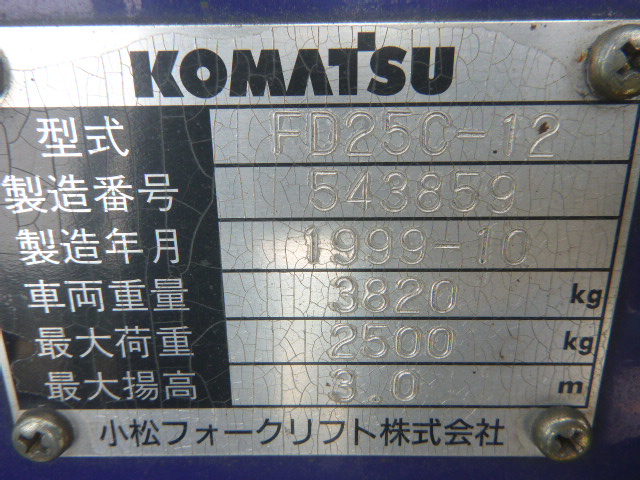 KOMATSU
型式 FD25C-12
製造番号 543859
製造年月 1999-10
車両重量 3820 kg
最大荷重 2500 kg
最大揚高 3.0 m
小松フォークリフト株式会社